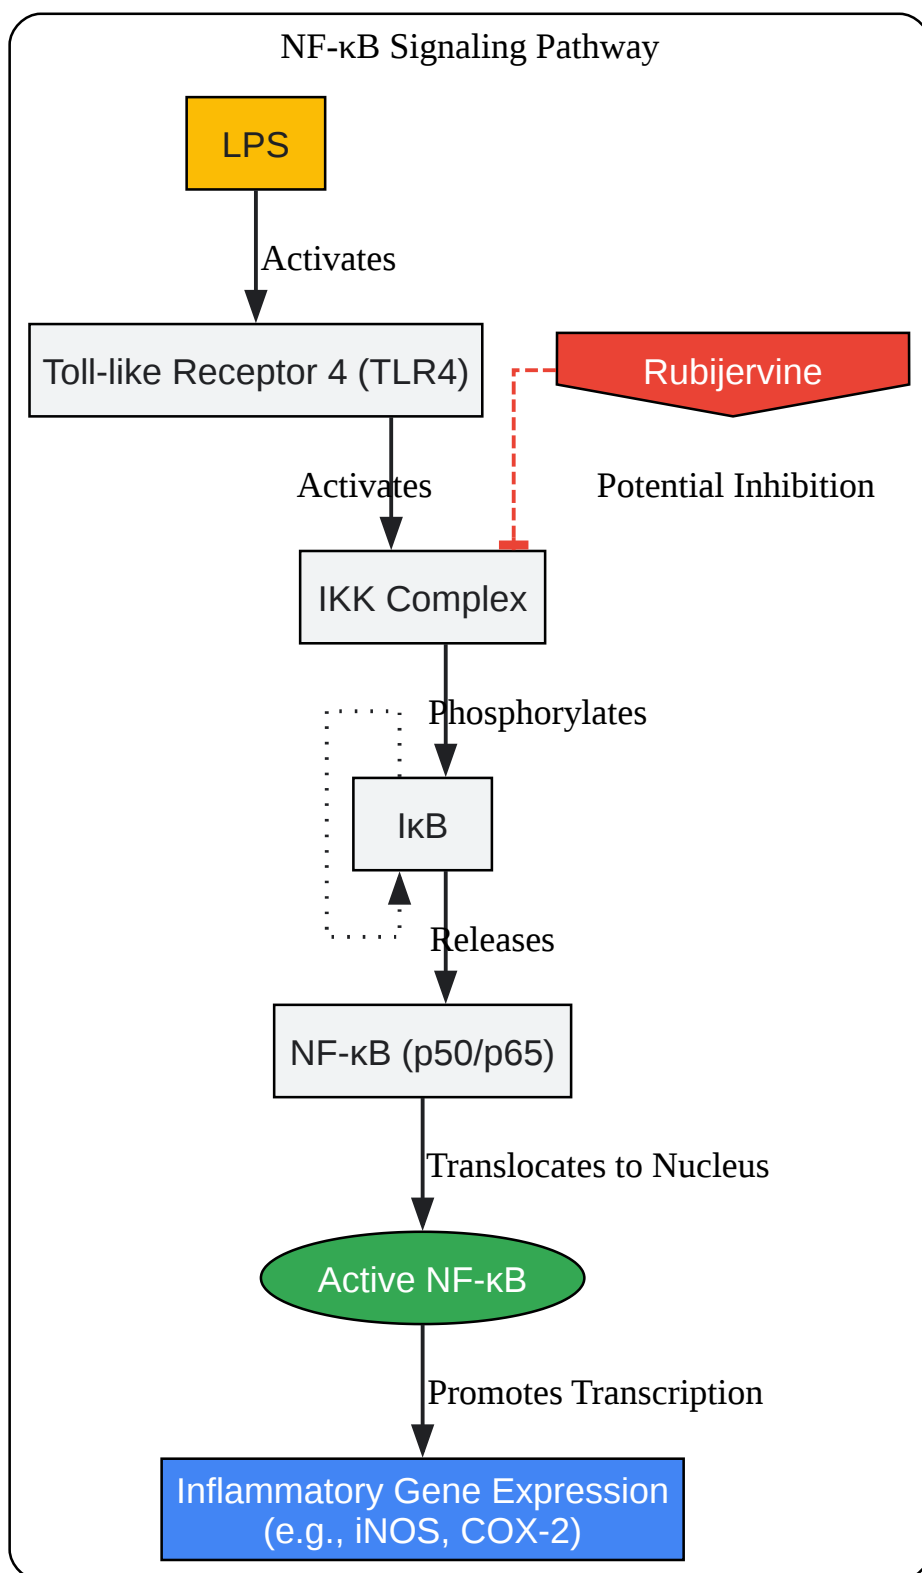 NF-κB Signaling Pathway
LPS
Activates
Toll-like Receptor 4 (TLR4)
Rubijervine
Activates
Potential Inhibition
IKK Complex
Phosphorylates
IκB
Releases
NF-κB (p50/p65)
Translocates to Nucleus
Active NF-κB
Promotes Transcription
Inflammatory Gene Expression
(e.g., iNOS, COX-2)